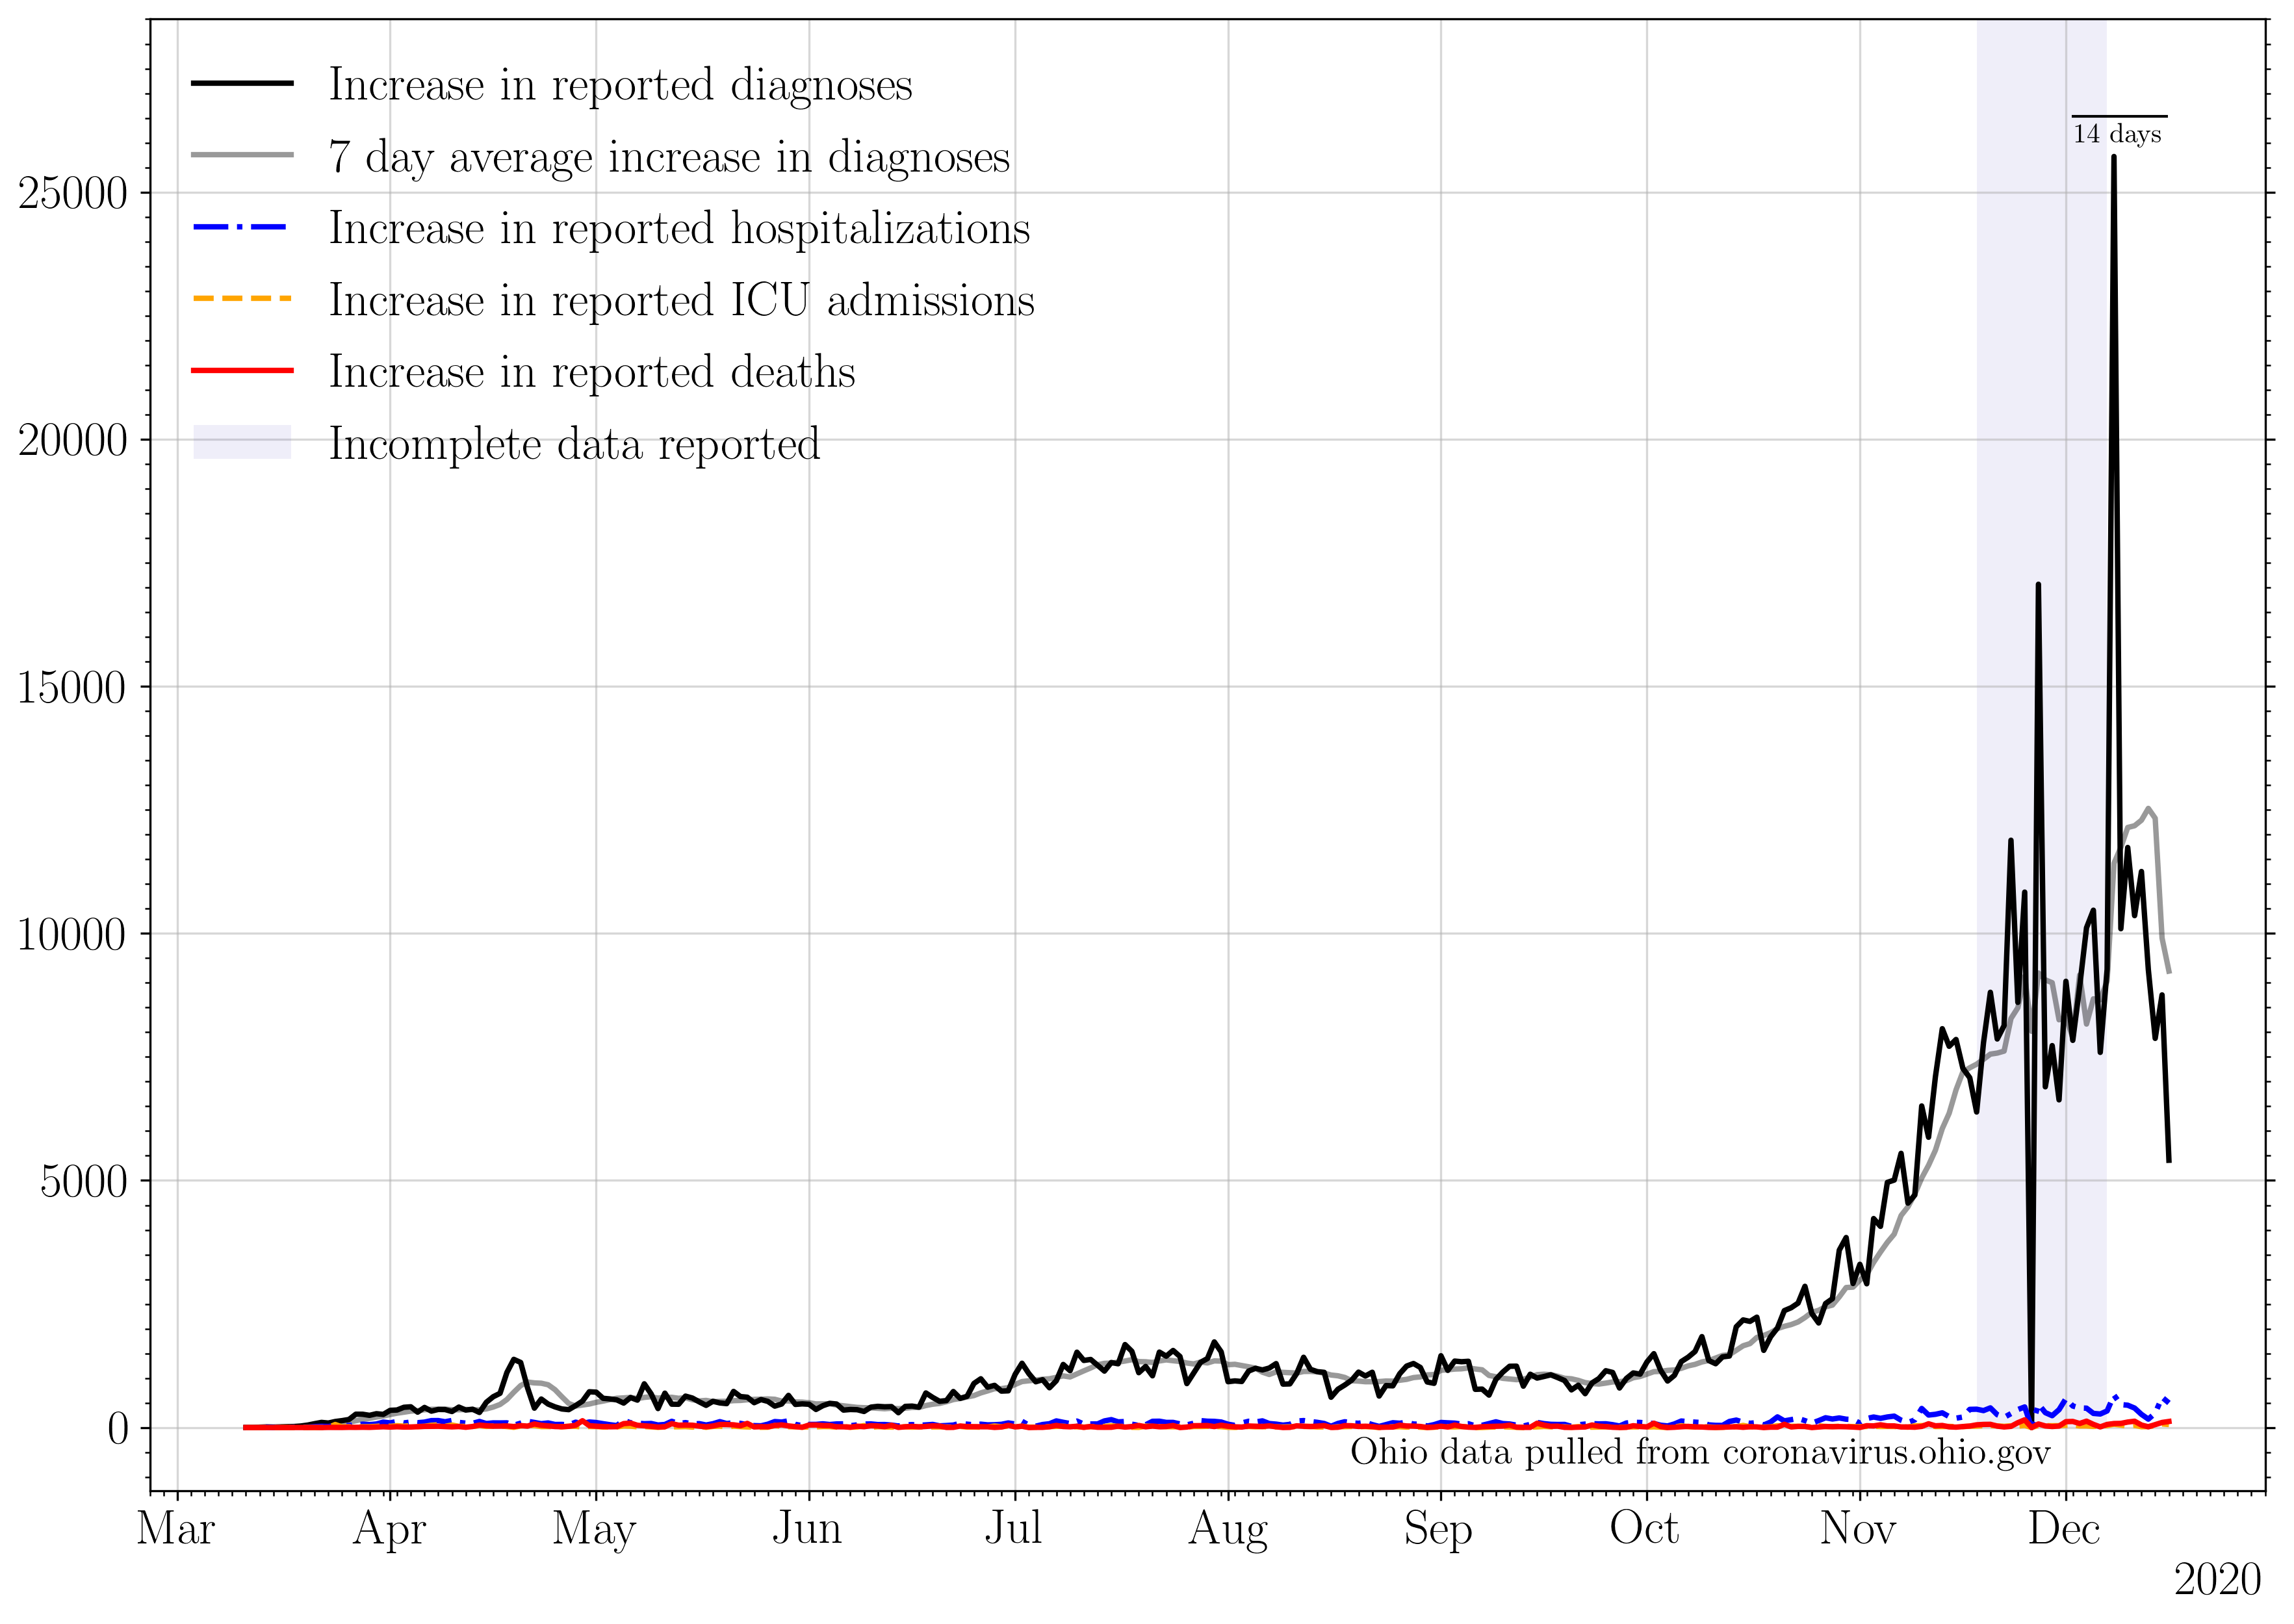 Increase in reported diagnoses
7 day average increase in diagnoses
Increase in reported hospitalizations
Increase in reported ICU admissions
Increase in reported deaths
Incomplete data reported
14 days
25000
20000
15000
10000
5000
0
Ohio data pulled from coronavirus.ohio.gov
Mar Apr May Jun Jul Aug Sep Oct Nov Dec
2020